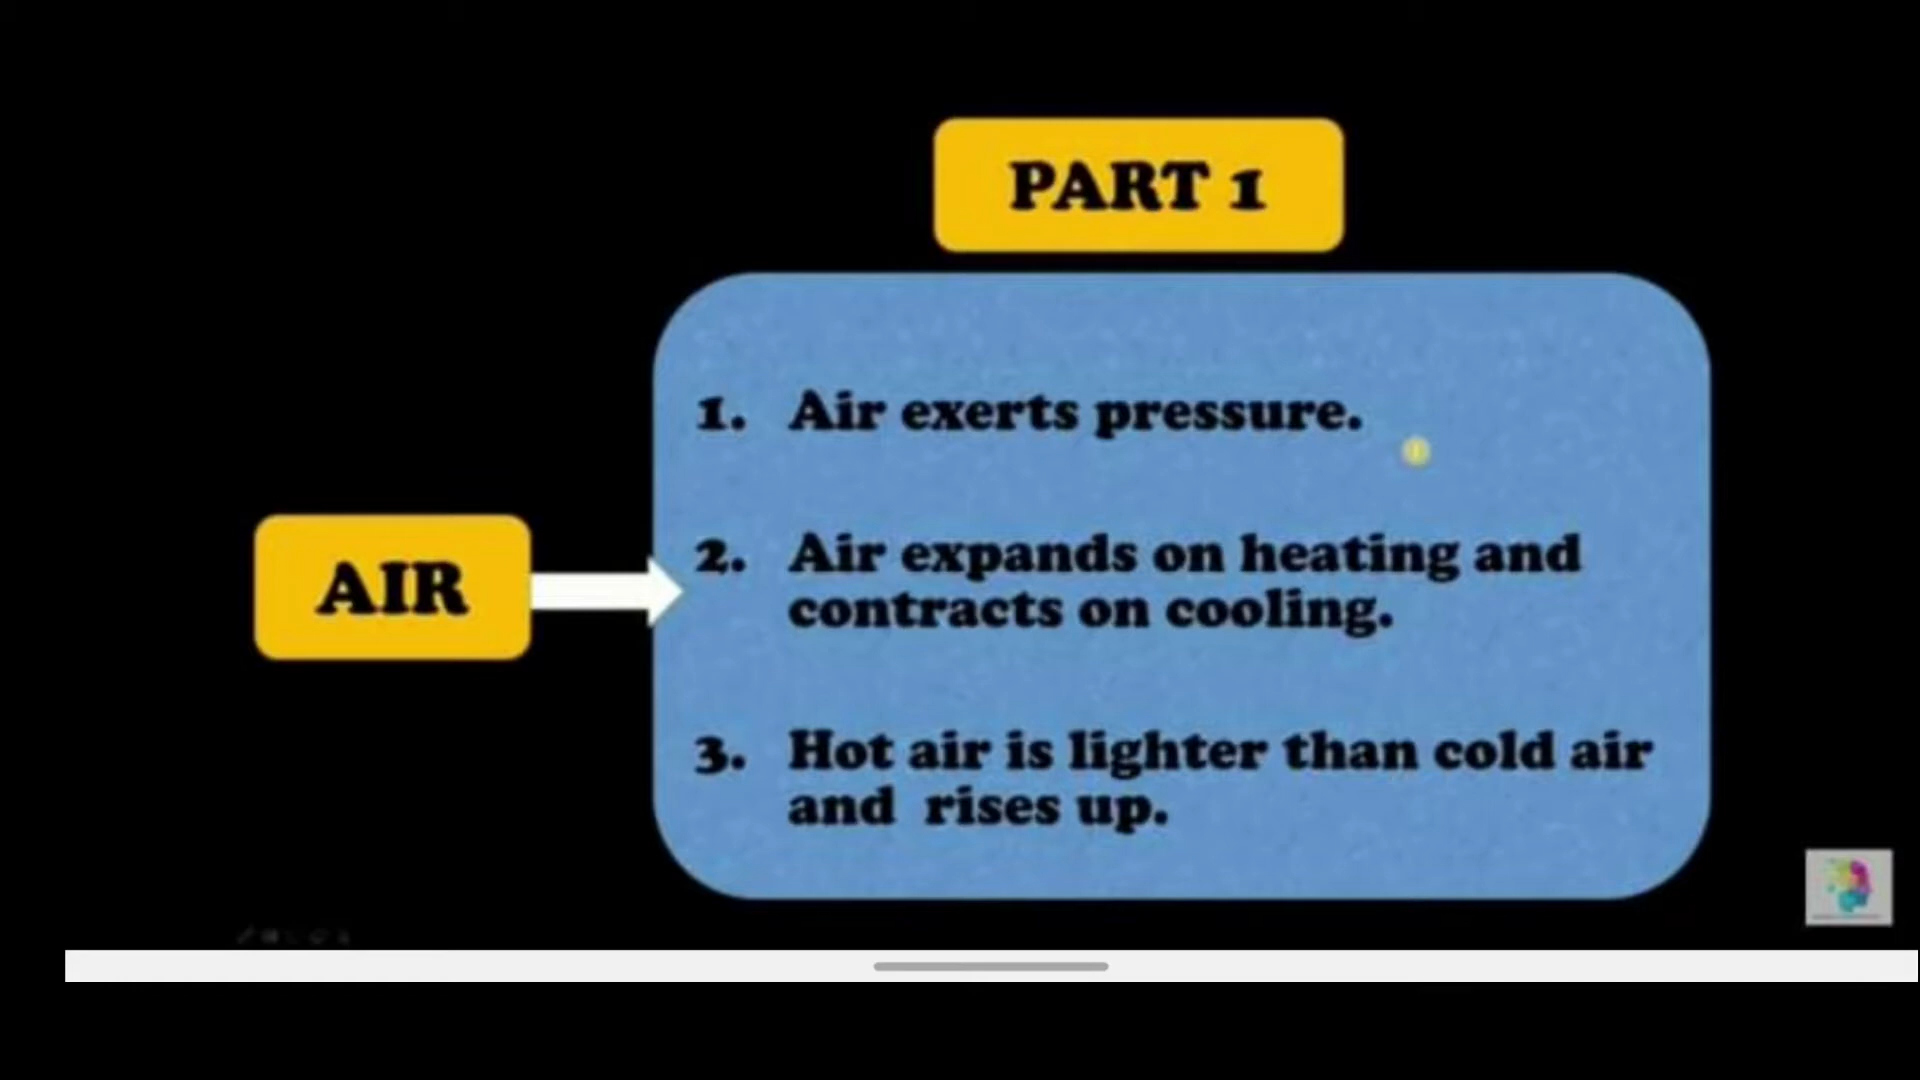 PART 1
1. Air exerts pressure.
AIR
2. Air expands on heating and
contracts on cooling.
3. Hot air is lighter than cold air
and rises up.